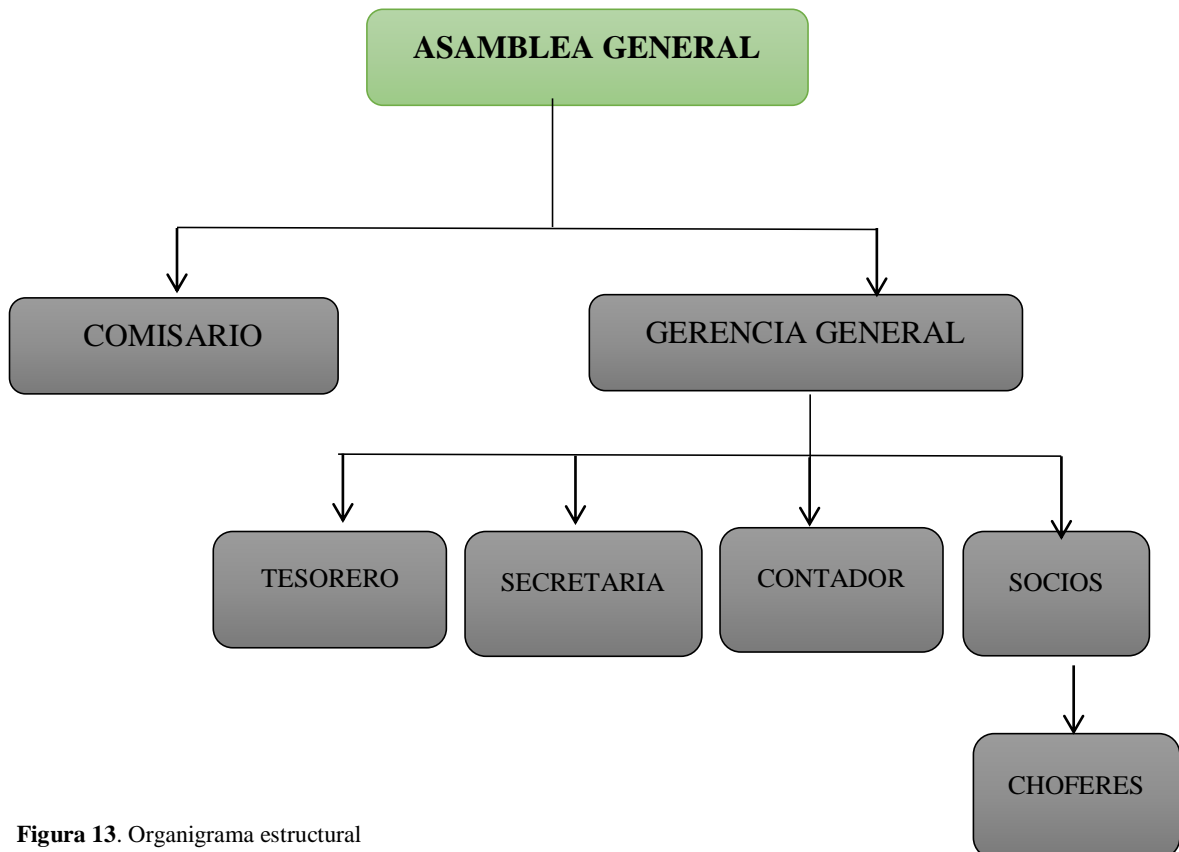 ASAMBLEA GENERAL
COMISARIO
GERENCIA GENERAL
TESORERO
SECRETARIA
CONTADOR
SOCIOS
CHOFERES
Figura 13. Organigrama estructural